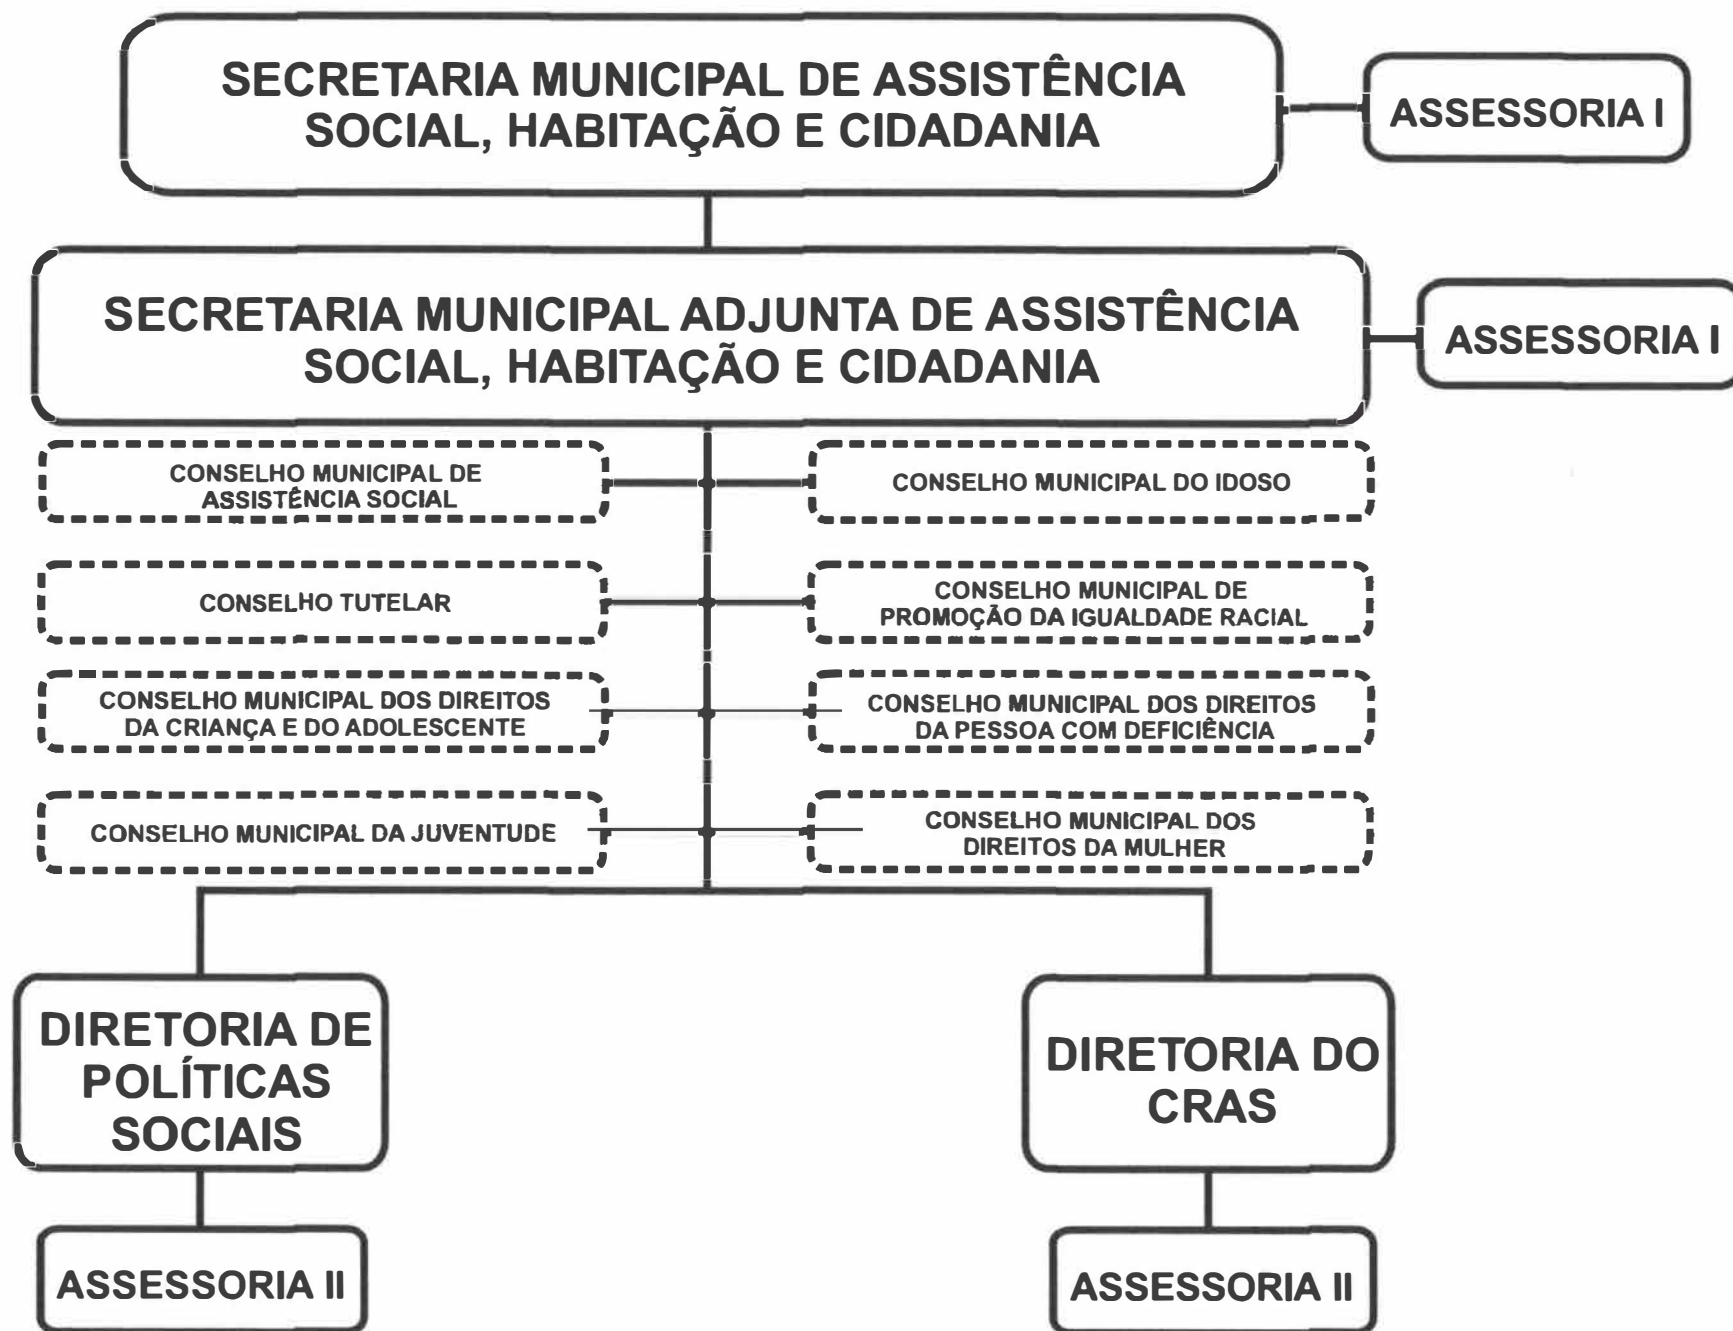 SECRETARIA MUNICIPAL DE ASSISTÊNCIA
SOCIAL, HABITAÇÃO E CIDADANIA
ASSESSORIA I
SECRETARIA MUNICIPAL ADJUNTA DE ASSISTÊNCIA
SOCIAL, HABITAÇÃO E CIDADANIA
ASSESSORIA I
CONSELHO MUNICIPAL DE
ASSISTÊNCIA SOCIAL
CONSELHO MUNICIPAL DO IDOSO
CONSELHO TUTELAR
CONSELHO MUNICIPAL DE
PROMOÇÃO DA IGUALDADE RACIAL
CONSELHO MUNICIPAL DOS DIREITOS
DA CRIANÇA E DO ADOLESCENTE
CONSELHO MUNICIPAL DOS DIREITOS
DA PESSOA COM DEFICIÊNCIA
CONSELHO MUNICIPAL DA JUVENTUDE
CONSELHO MUNICIPAL DOS
DIREITOS DA MULHER
DIRETORIA DE
POLÍTICAS
SOCIAIS
DIRETORIA DO
CRAS
ASSESSORIA II
ASSESSORIA II